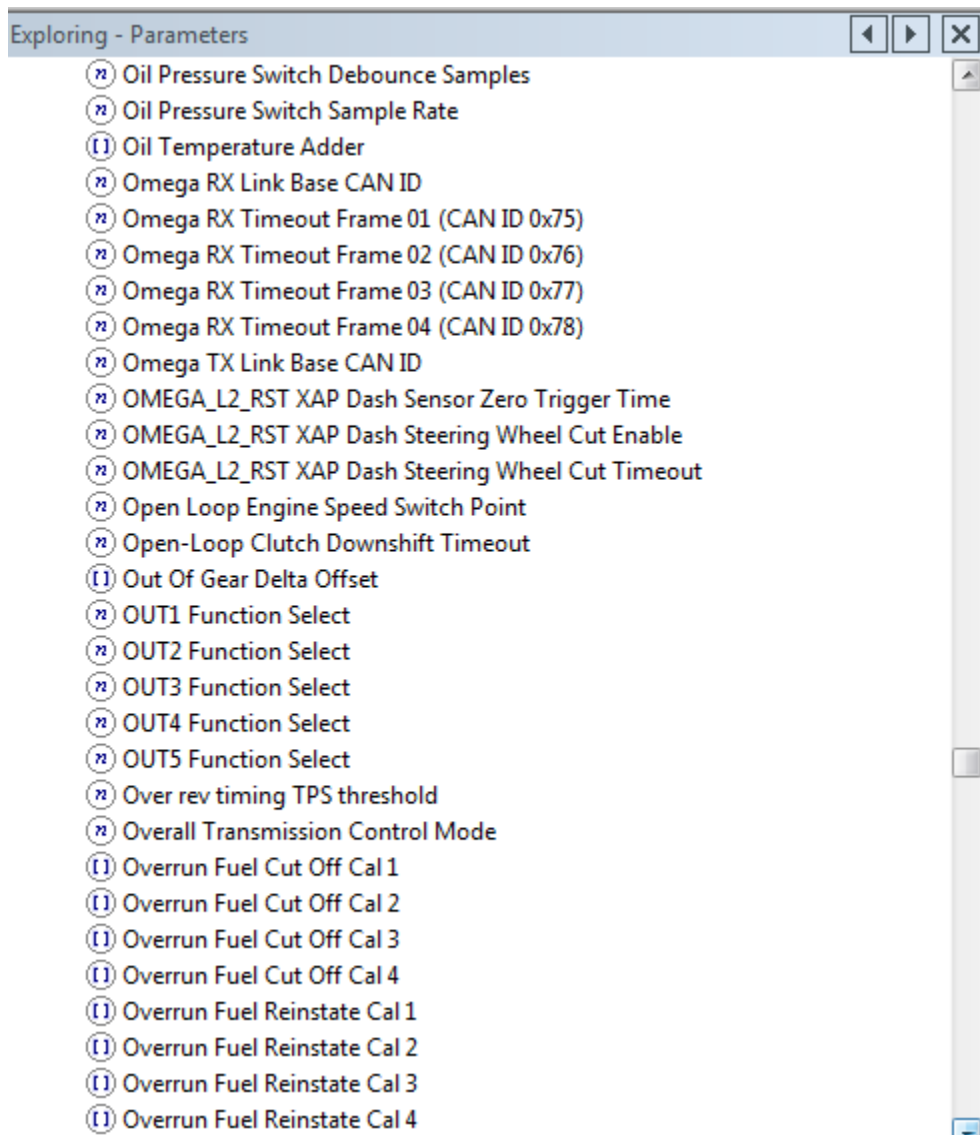 Exploring - Parameters
Oil Pressure Switch Debounce Samples
Oil Pressure Switch Sample Rate
Oil Temperature Adder
Omega RX Link Base CAN ID
Omega RX Timeout Frame 01 (CAN ID 0x75)
Omega RX Timeout Frame 02 (CAN ID 0x76)
Omega RX Timeout Frame 03 (CAN ID 0x77)
Omega RX Timeout Frame 04 (CAN ID 0x78)
Omega TX Link Base CAN ID
OMEGA_L2_RST XAP Dash Sensor Zero Trigger Time
OMEGA_L2_RST XAP Dash Steering Wheel Cut Enable
OMEGA_L2_RST XAP Dash Steering Wheel Cut Timeout
Open Loop Engine Speed Switch Point
Open-Loop Clutch Downshift Timeout
Out Of Gear Delta Offset
OUT1 Function Select
OUT2 Function Select
OUT3 Function Select
OUT4 Function Select
OUT5 Function Select
Over rev timing TPS threshold
Overall Transmission Control Mode
Overrun Fuel Cut Off Cal 1
Overrun Fuel Cut Off Cal 2
Overrun Fuel Cut Off Cal 3
Overrun Fuel Cut Off Cal 4
Overrun Fuel Reinstate Cal 1
Overrun Fuel Reinstate Cal 2
Overrun Fuel Reinstate Cal 3
Overrun Fuel Reinstate Cal 4